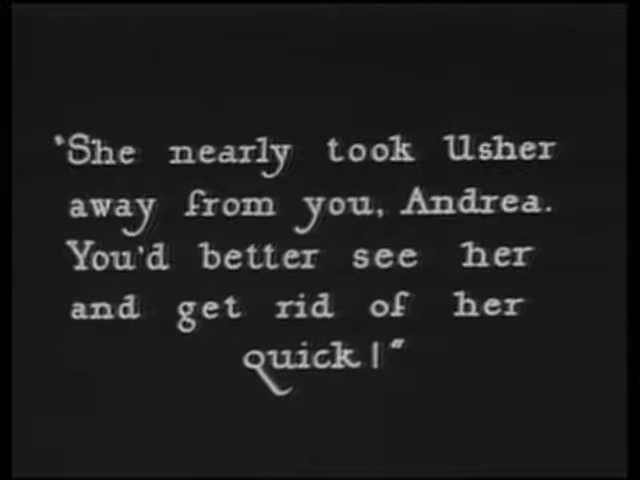 "She nearly took Usher
away from you, Andrea.
You'd better see her
and get rid of her
quick!"